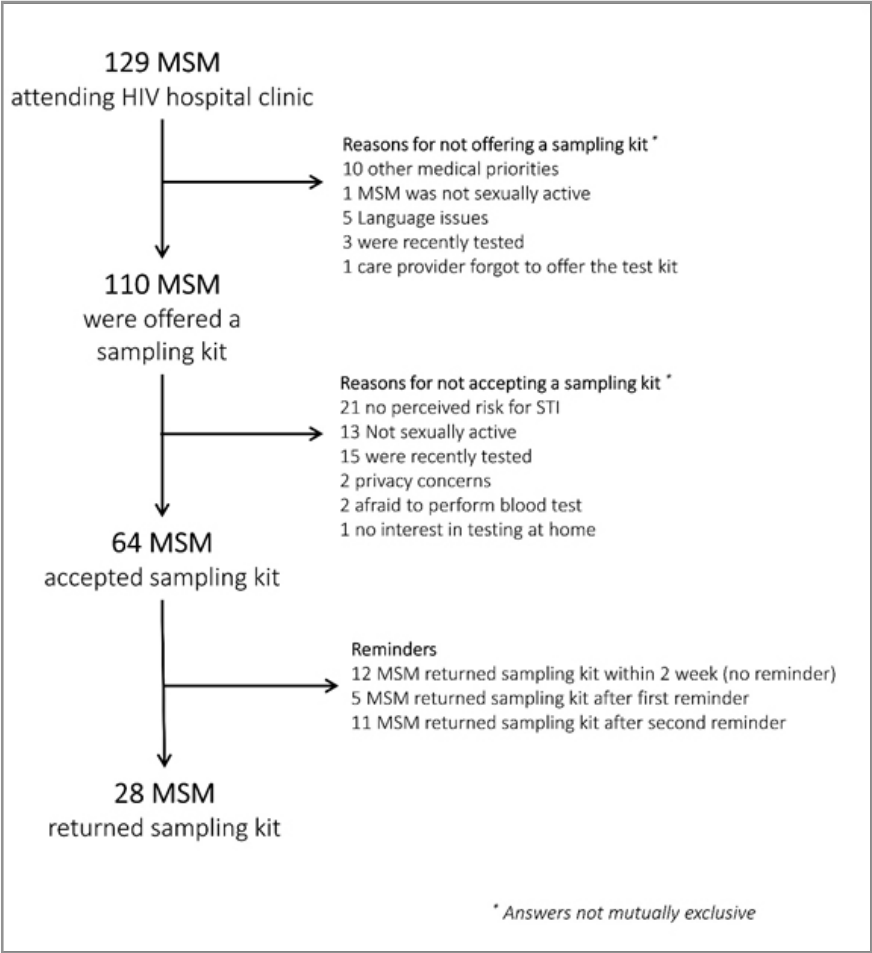 129 MSM
attending HIV hospital clinic
Reasons for not offering a sampling kit *
10 other medical priorities
1 MSM was not sexually active
5 Language issues
3 were recently tested
1 care provider forgot to offer the test kit
110 MSM
were offered a
sampling kit
Reasons for not accepting a sampling kit *
21 no perceived risk for STI
13 Not sexually active
15 were recently tested
2 privacy concerns
2 afraid to perform blood test
1 no interest in testing at home
64 MSM
accepted sampling kit
Reminders
12 MSM returned sampling kit within 2 week (no reminder)
5 MSM returned sampling kit after first reminder
11 MSM returned sampling kit after second reminder
28 MSM
returned sampling kit
* Answers not mutually exclusive